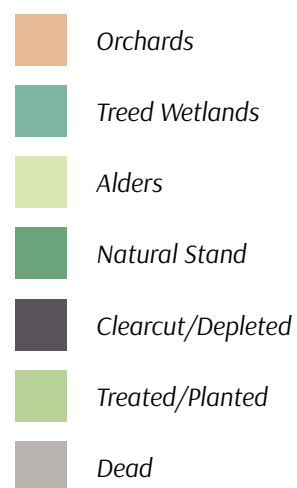 Orchards
Treed Wetlands
Alders
Natural Stand
Clearcut/Depleted
Treated/Planted
Dead